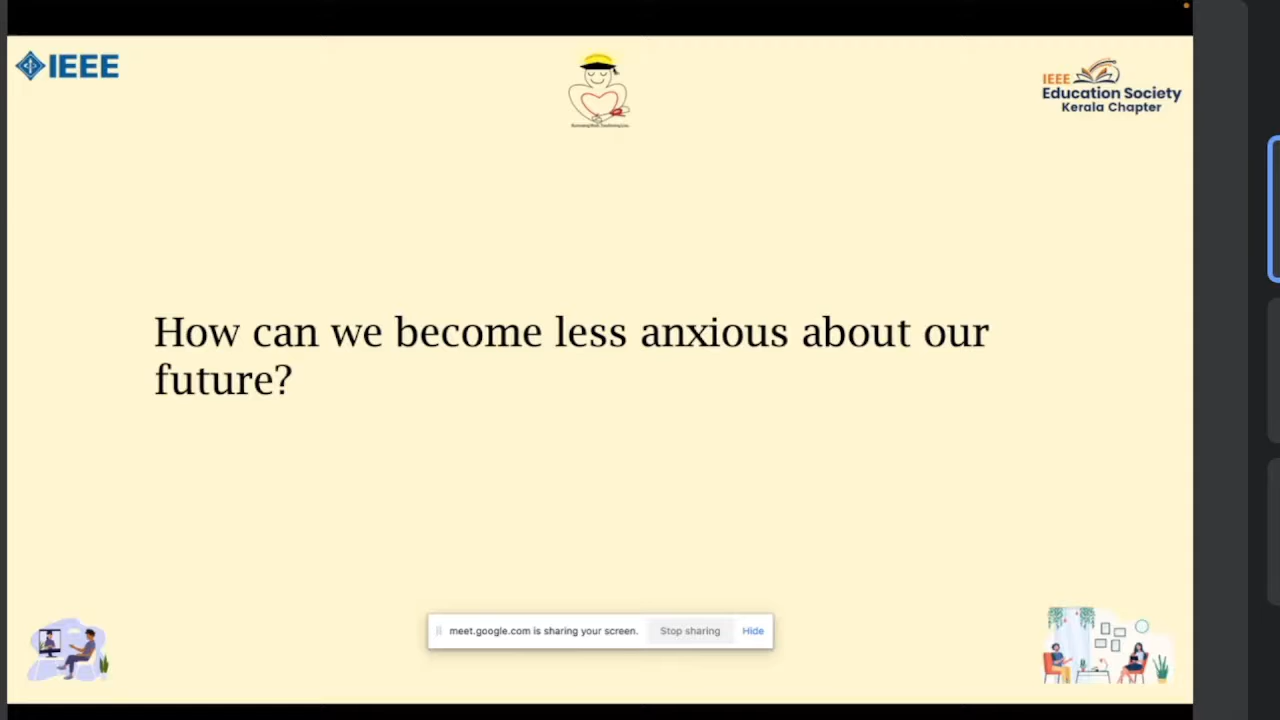 IEEE
IEEE
Education Society
Kerala Chapter
How can we become less anxious about our
future?
meet.google.com is sharing your screen. Stop sharing Hide